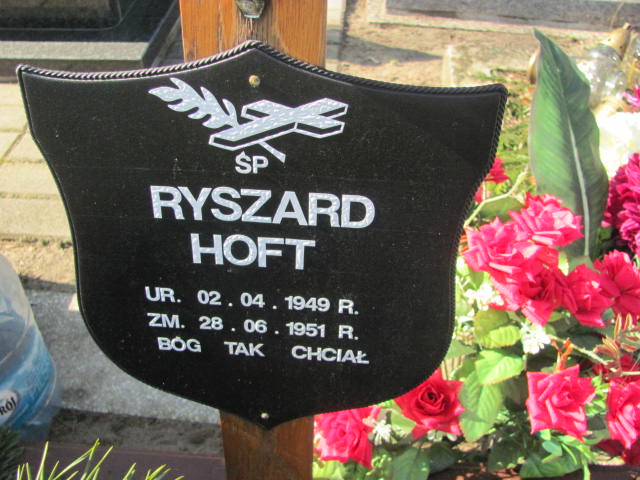 ŚP
RYSZARD
HOFT
UR. 02.04.1949 R.
ZM. 28.06.1951 R.
BÓG TAK CHCIAŁ